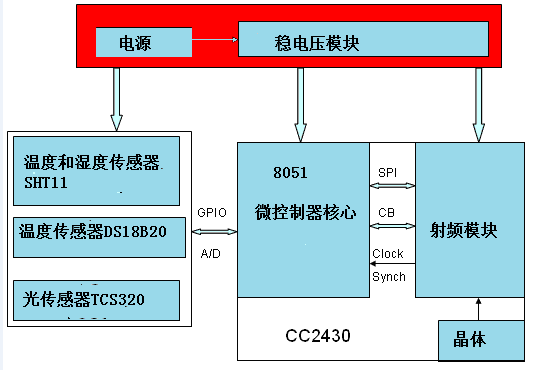 电源
稳电压模块
温度和湿度传感器
SHT11
温度传感器DS18B20
光传感器TCS320
GPIO
A/D
8051
微控制器核心
SPI
CB
Clock
Synch
射频模块
CC2430
晶体